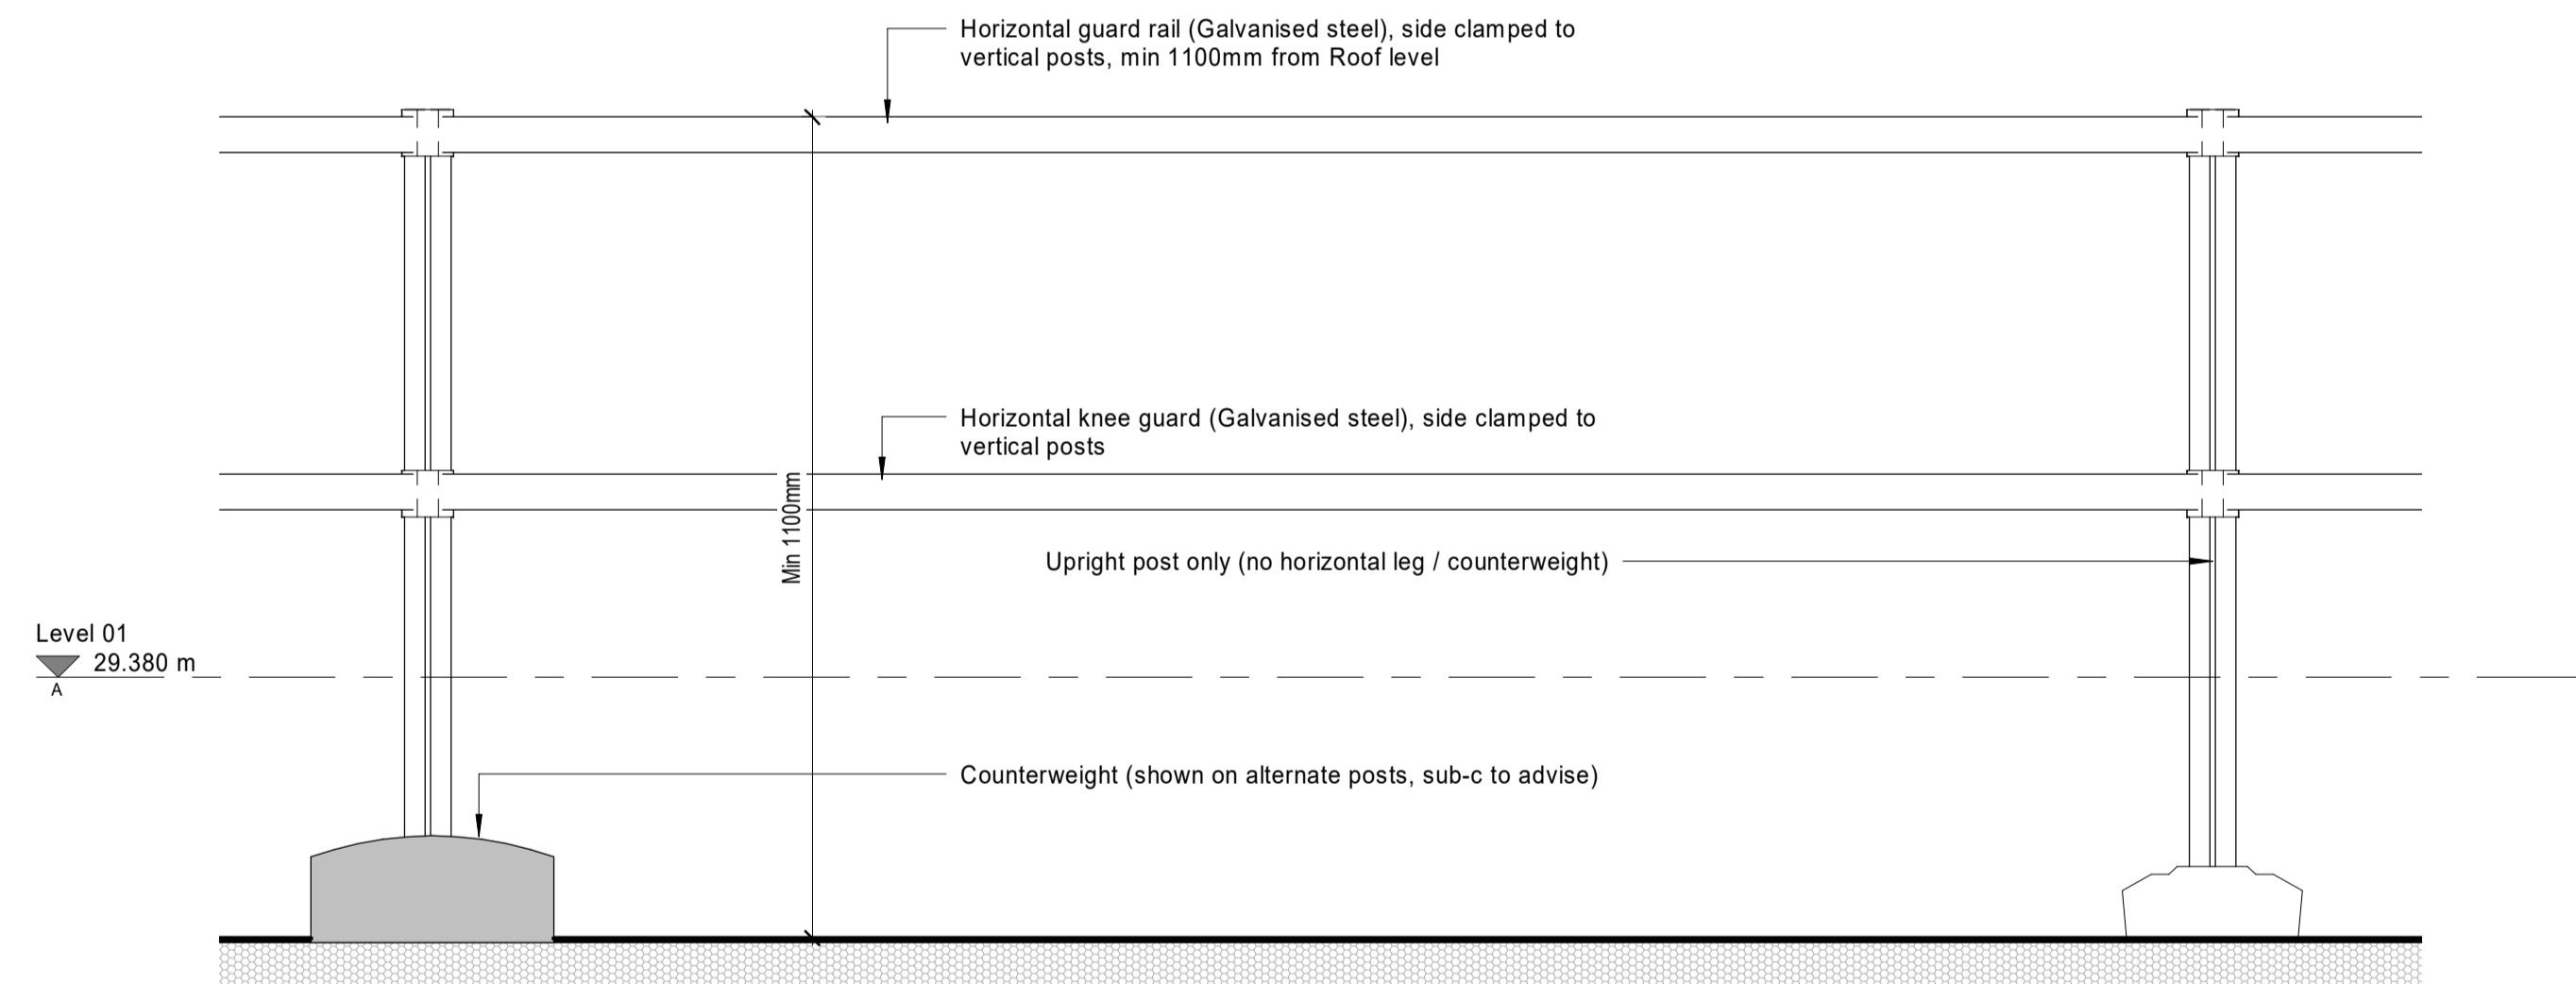 Horizontal guard rail (Galvanised steel), side clamped to
vertical posts, min 1100mm from Roof level
Horizontal knee guard (Galvanised steel), side clamped to
vertical posts
Min 1100mm
Upright post only (no horizontal leg / counterweight)
Level 01
29.380 m
A
Counterweight (shown on alternate posts, sub-c to advise)